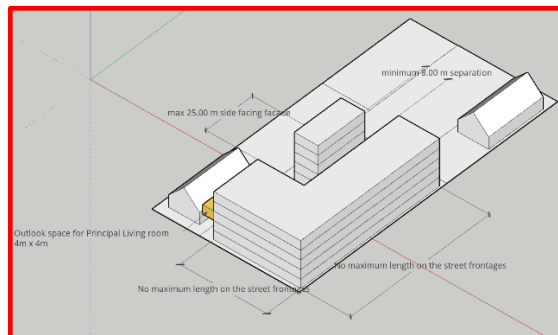 minimum 8.00 m separation
max 25.00 m side facing facade
Outlook space for Principal Living room
4m x 4m
No maximum length on the street frontages
No maximum length on the street frontages